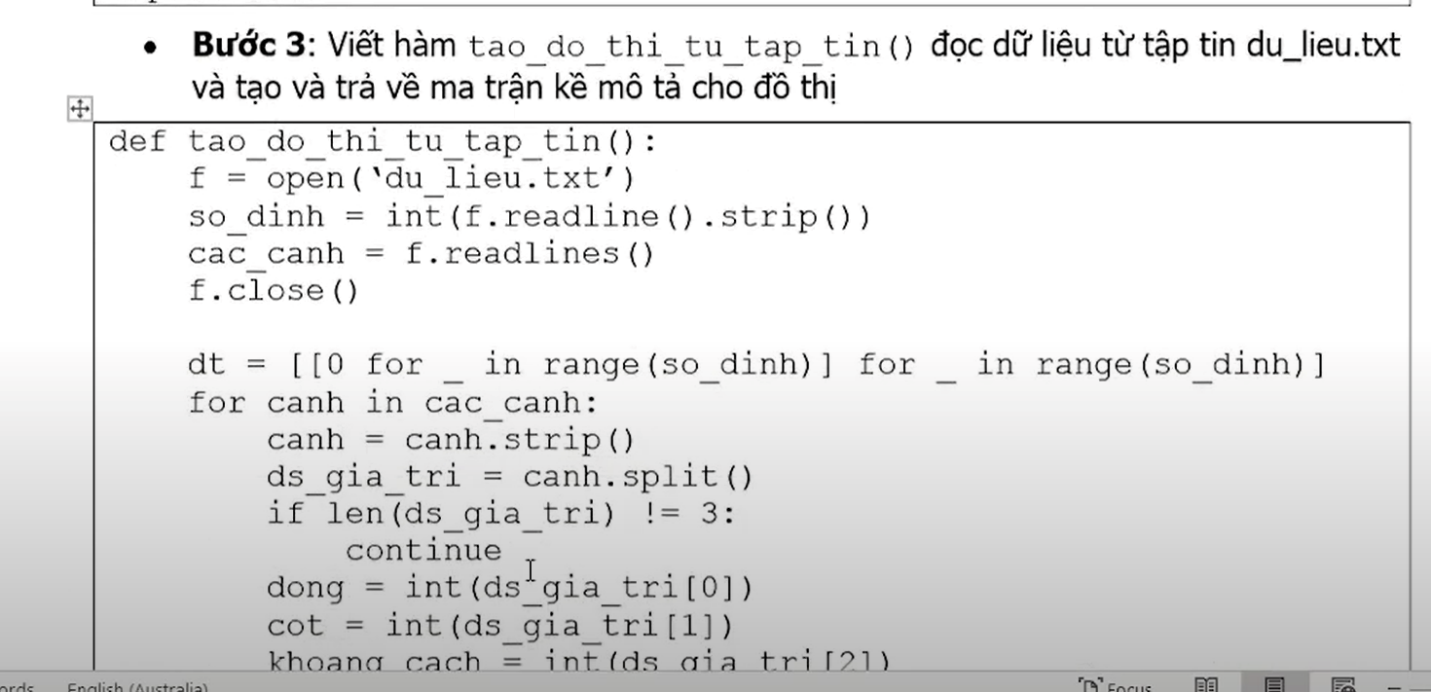 • Bước 3: Viết hàm tao_do_thi_tu_tap_tin() đọc dữ liệu từ tập tin du_lieu.txt
và tạo và trả về ma trận kề mô tả cho đồ thị
def tao_do_thi_tu_tap_tin():
    f = open(‘du_lieu.txt’)
    so_dinh = int(f.readline().strip())
    cac_canh = f.readlines()
    f.close()
    dt = [[0 for _ in range(so_dinh)] for _ in range(so_dinh)]
    for canh in cac_canh:
        canh = canh.strip()
        ds_gia_tri = canh.split()
        if len(ds_gia_tri) != 3:
            continue
        dong = int(ds_gia_tri[0])
        cot = int(ds_gia_tri[1])
        khoang_cach = int(ds_gia_tri[2])
English (Australia) Focus